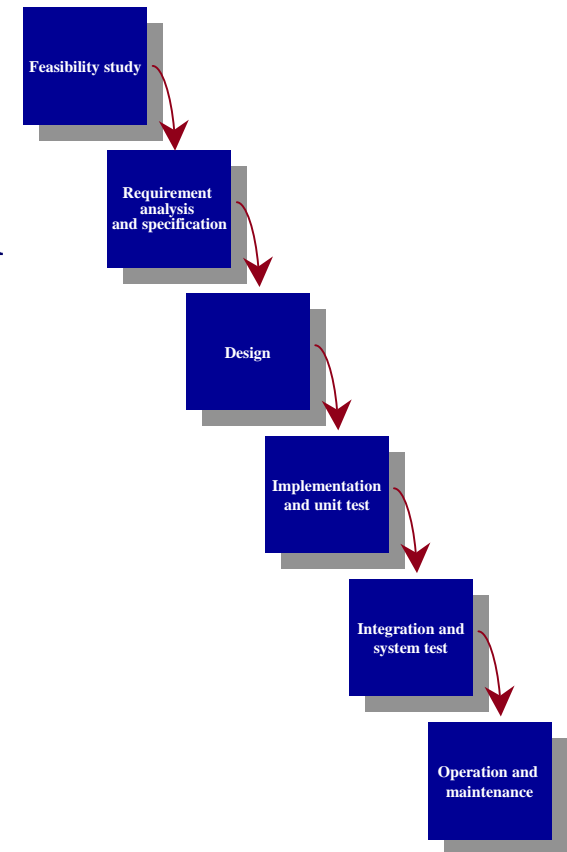 Feasibility study
Requirement
analysis
and specification
Design
Implementation
and unit test
Integration and
system test
Operation and
maintenance